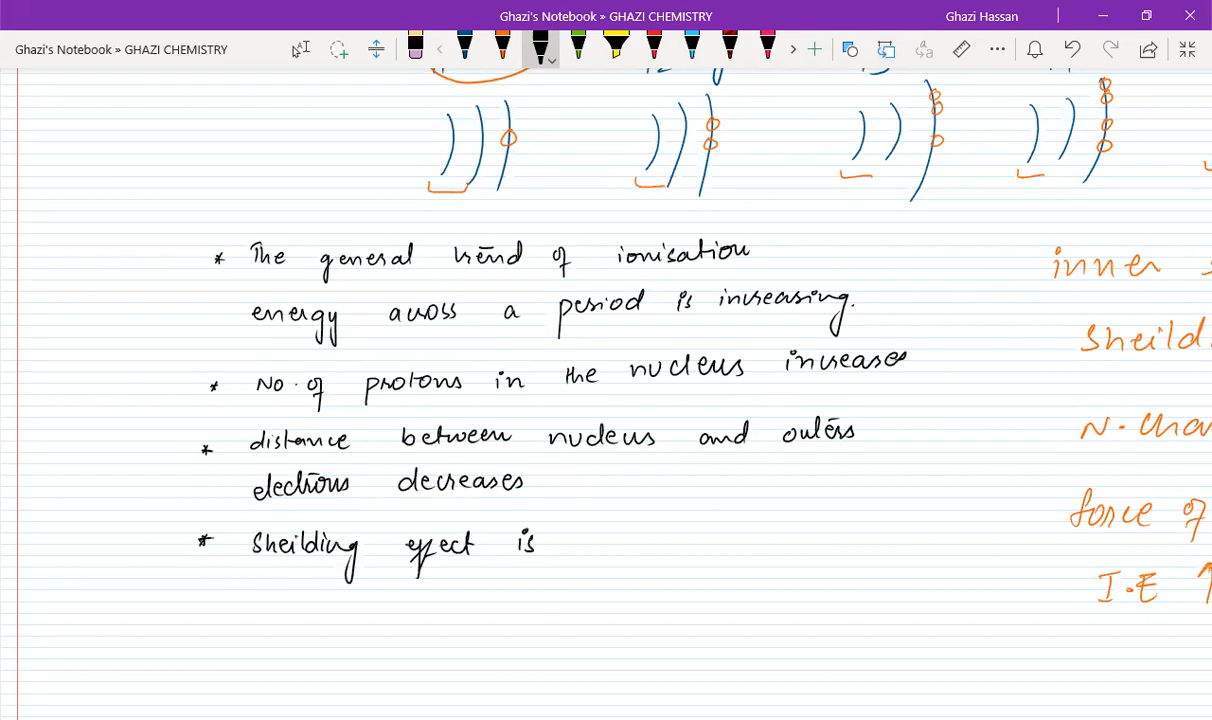 Ghazi's Notebook » GHAZI CHEMISTRY
Ghazi Hassan
Ghazi's Notebook » GHAZI CHEMISTRY
* The general trend of ionisation
energy across a period is increasing.
* No. of protons in the nucleus increases
* distance between nucleus and outers
electrons decreases
* Sheilding effect is
inner s
Sheild
N. Cha
force of
I.E ↑